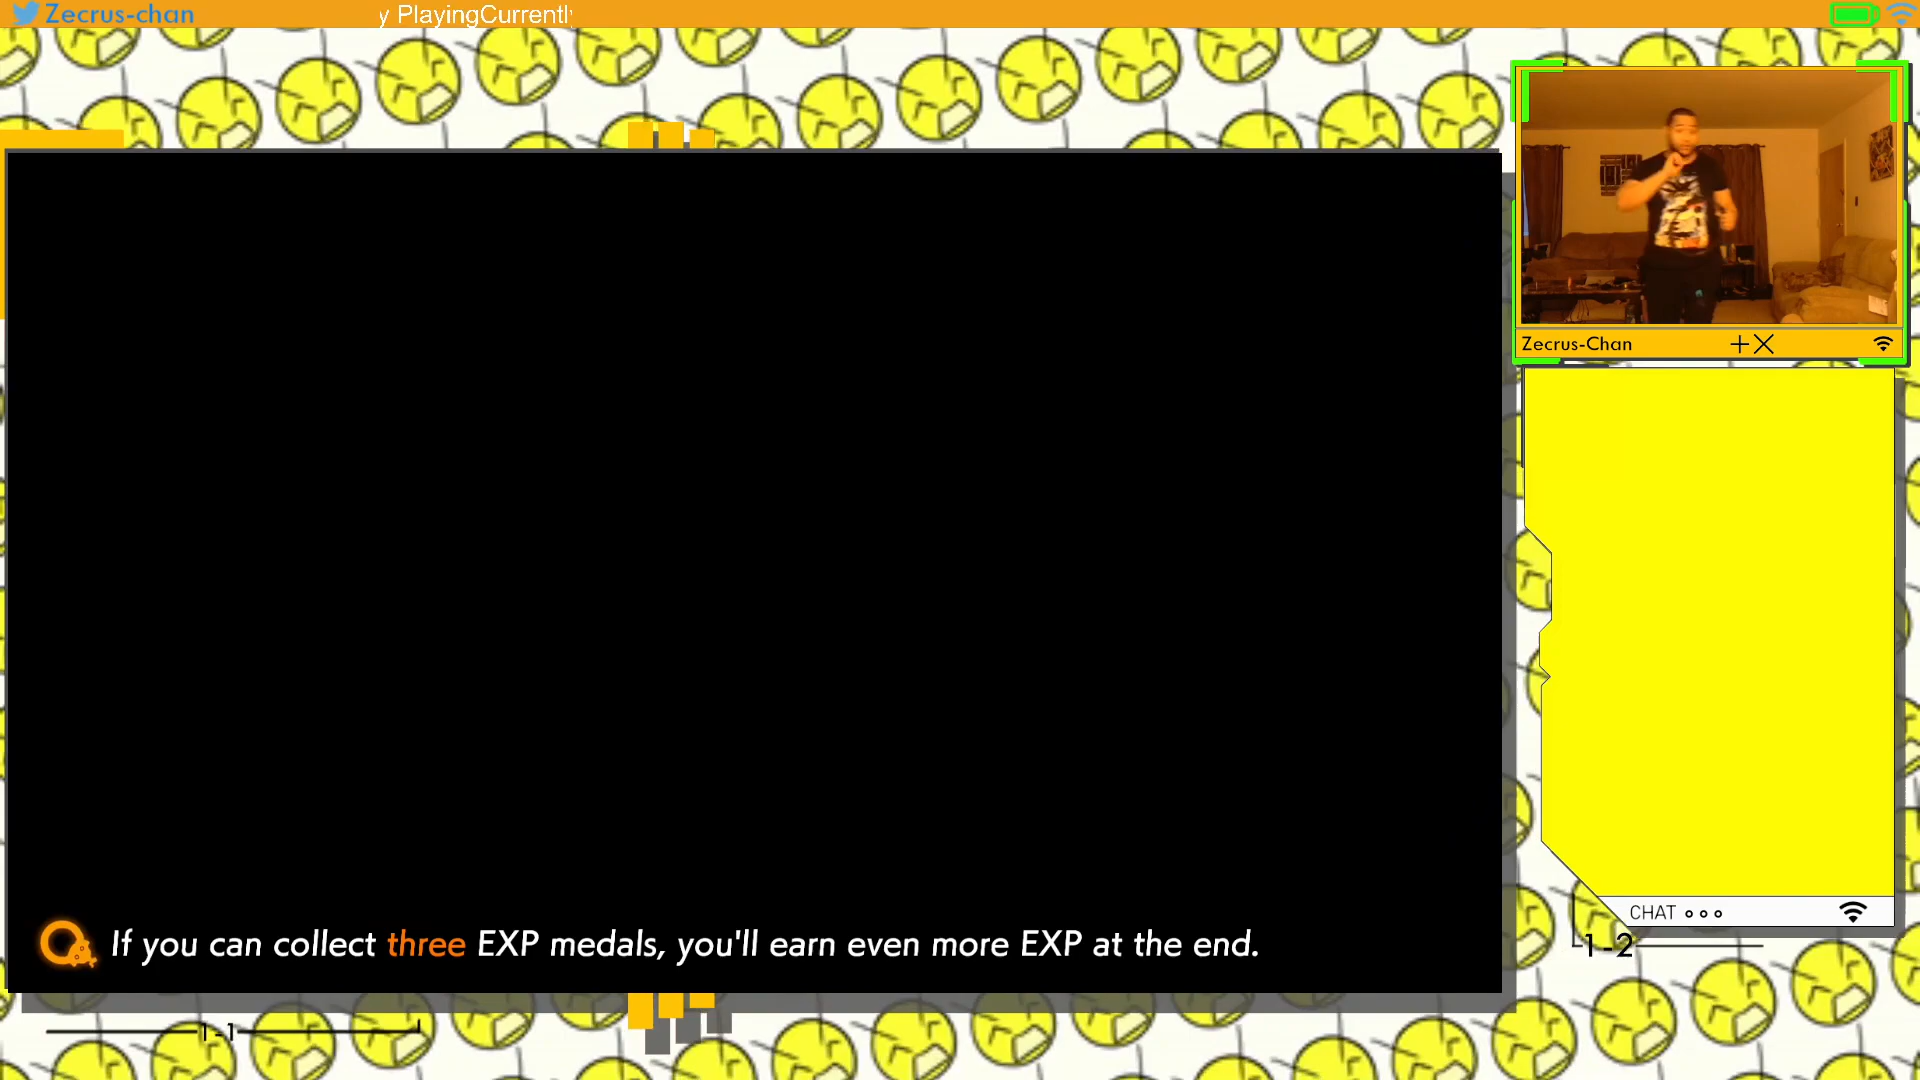 Zecrus-chan
y PlayingCurrently
Zecrus-Chan
If you can collect three EXP medals, you'll earn even more EXP at the end.
CHAT
1-2
1-1